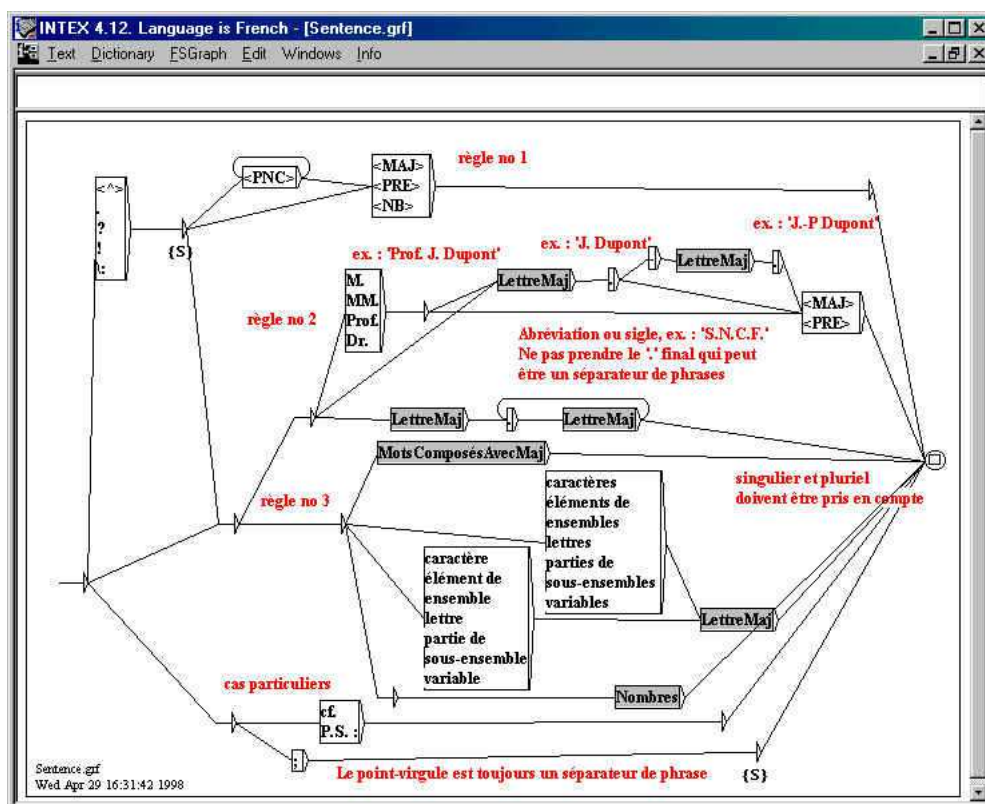 INTEX 4.12. Language is French - [Sentence.grf]
Text Dictionary FSGraph Edit Windows Info
<^>
.
?
!
\:
{S}
<PNC>
<MAJ>
<PRE>
<NB>
règle no 1
ex. : 'Prof. J. Dupont'
ex. : 'J. Dupont'
ex. : 'J.-P Dupont'
règle no 2
M.
MM.
Prof.
Dr.
LettreMaj
.
-
LettreMaj
.
<MAJ>
<PRE>
Abréviation ou sigle, ex. : 'S.N.C.F.'
Ne pas prendre le '.' final qui peut
être un séparateur de phrases
LettreMaj
.
LettreMaj
règle no 3
MotsComposésAvecMaj
singulier et pluriel
doivent être pris en compte
caractères
éléments de
ensembles
lettres
parties de
sous-ensembles
variables
caractère
élément de
ensemble
lettre
partie de
sous-ensemble
variable
LettreMaj
Nombres
cas particuliers
cf.
P.S. :
;
{S}
Le point-virgule est toujours un séparateur de phrase
Sentence.grf
Wed Apr 29 16:31:42 1998